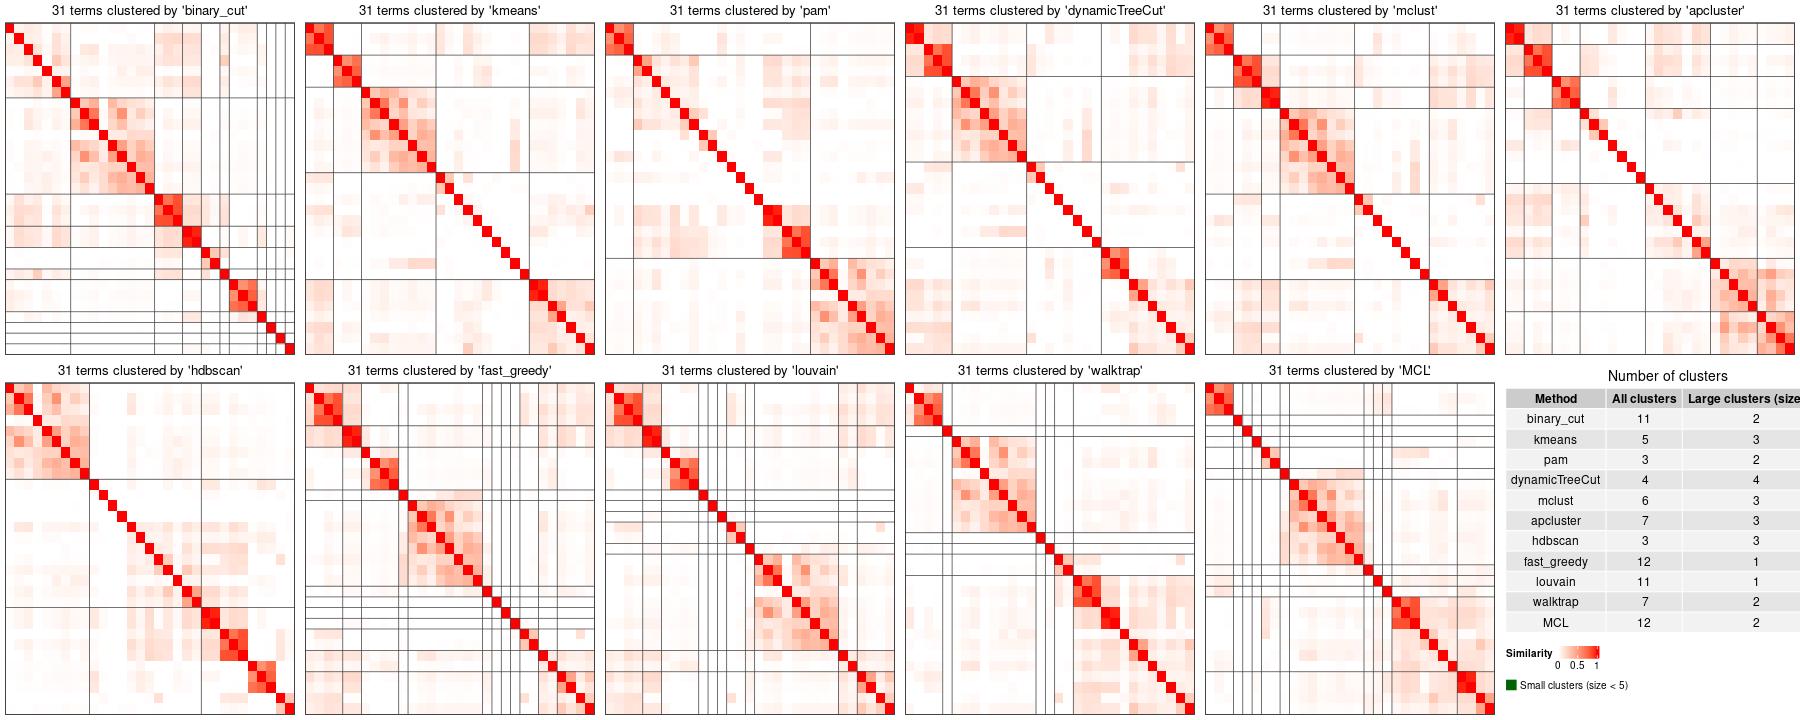 31 terms clustered by 'binary_cut'
31 terms clustered by 'kmeans'
31 terms clustered by 'pam'
31 terms clustered by 'dynamicTreeCut'
31 terms clustered by 'mclust'
31 terms clustered by 'apcluster'
31 terms clustered by 'hdbscan'
31 terms clustered by 'fast_greedy'
31 terms clustered by 'louvain'
31 terms clustered by 'walktrap'
31 terms clustered by 'MCL'
Number of clusters
Method All clusters Large clusters (size
binary_cut 11 2
kmeans 5 3
pam 3 2
dynamicTreeCut 4 4
mclust 6 3
apcluster 7 3
hdbscan 3 3
fast_greedy 12 1
louvain 11 1
walktrap 7 2
MCL 12 2
Similarity
0 0.5 1
Small clusters (size < 5)